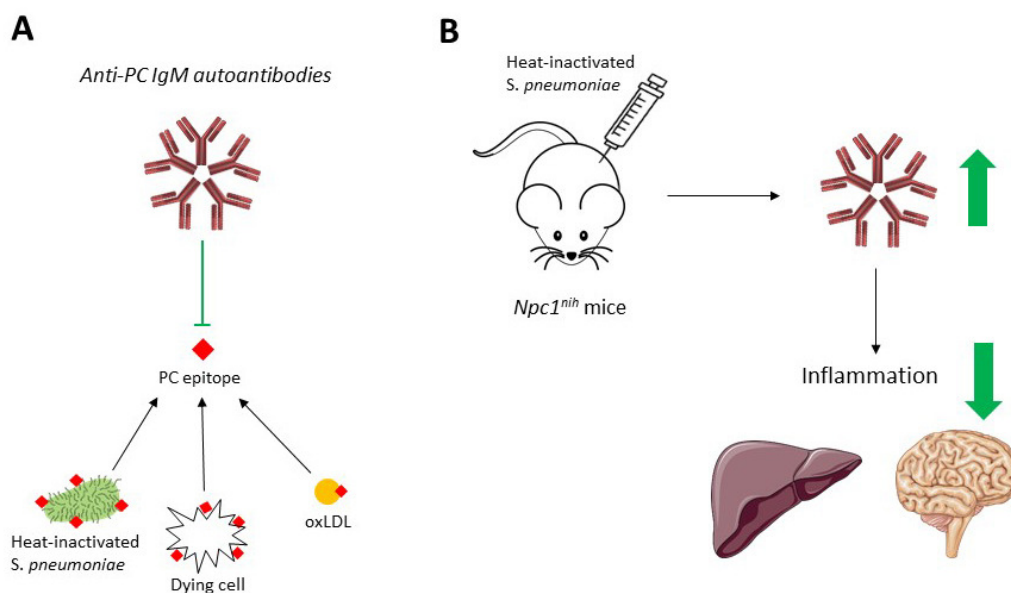 A
Anti-PC IgM autoantibodies
PC epitope
Heat-inactivated
S. pneumoniae
Dying cell
oxLDL
B
Heat-inactivated
S. pneumoniae
Npc1nih mice
Inflammation